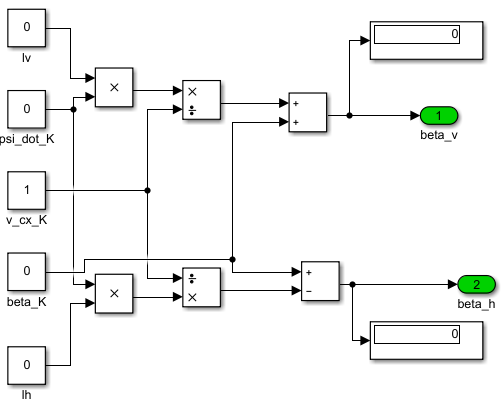 0
lv
0
psi_dot_K
1
v_cx_K
0
beta_K
0
lh
×
×
÷
+
+
0
1
beta_v
×
÷
×
+
−
2
beta_h
0